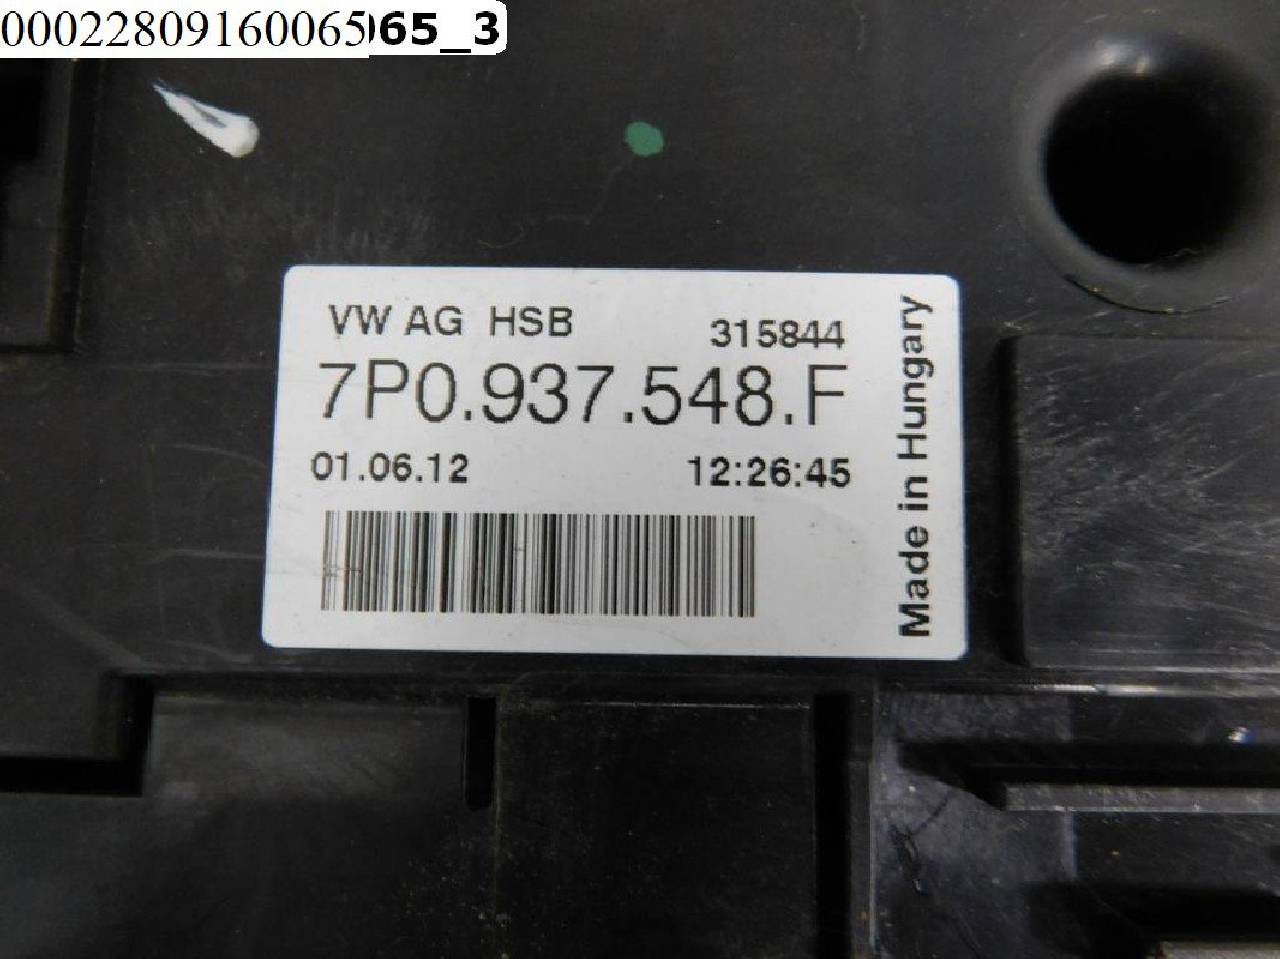 00022809160065065_3
VW AG HSB 315844
7P0.937.548.F
01.06.12 12:26:45
Made in Hungary